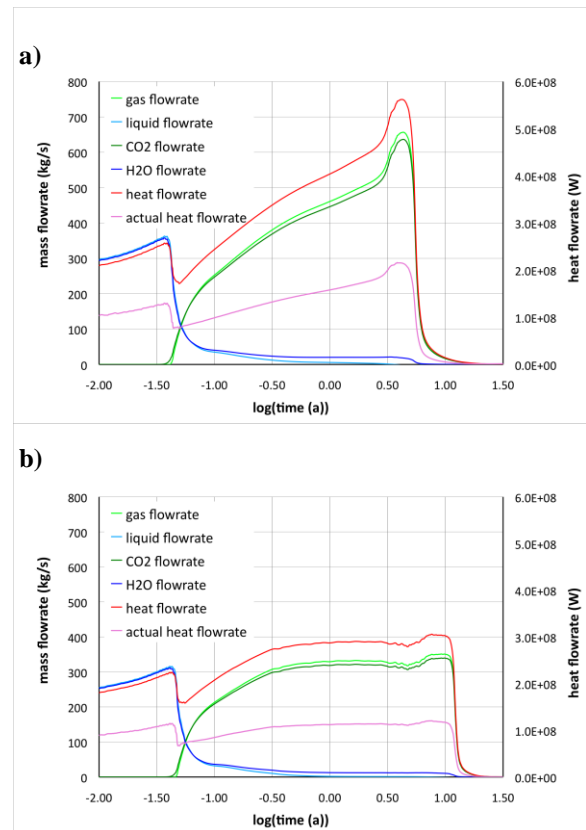 a)
800
700
600
500
400
300
200
100
0
mass flowrate (kg/s)
gas flowrate
liquid flowrate
CO2 flowrate
H2O flowrate
heat flowrate
actual heat flowrate
6.0E+08
5.0E+08
4.0E+08
3.0E+08
2.0E+08
1.0E+08
0.0E+00
heat flowrate (W)
-2.00 -1.50 -1.00 -0.50 0.00 0.50 1.00 1.50
log(time (a))
b)
800
700
600
500
400
300
200
100
0
mass flowrate (kg/s)
gas flowrate
liquid flowrate
CO2 flowrate
H2O flowrate
heat flowrate
actual heat flowrate
6.0E+08
5.0E+08
4.0E+08
3.0E+08
2.0E+08
1.0E+08
0.0E+00
heat flowrate (W)
-2.00 -1.50 -1.00 -0.50 0.00 0.50 1.00 1.50
log(time (a))